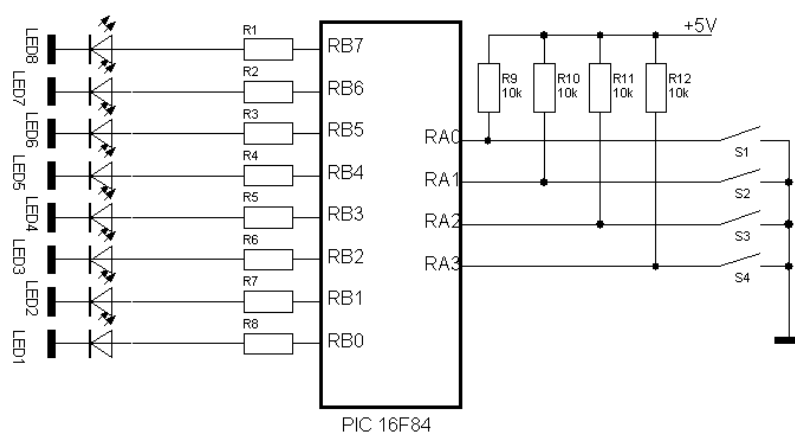 LED8
R1
RB7
+5V
LED7
R2
RB6
R9
10k
R10
10k
R11
10k
R12
10k
LED6
R3
RB5
RA0
S1
LED5
R4
RB4
RA1
S2
LED4
R5
RB3
RA2
S3
LED3
R6
RB2
RA3
S4
LED2
R7
RB1
LED1
R8
RB0
PIC 16F84